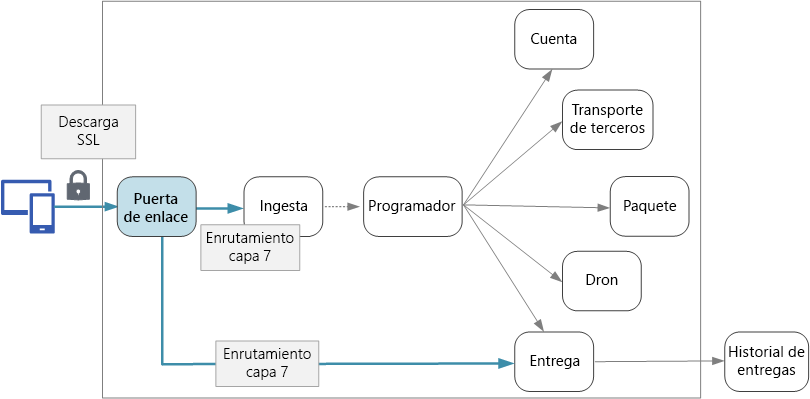 Cuenta
Transporte
de terceros
Descarga
SSL
Puerta
de enlace
Ingesta
Programador
Paquete
Enrutamiento
capa 7
Dron
Enrutamiento
capa 7
Entrega
Historial de
entregas